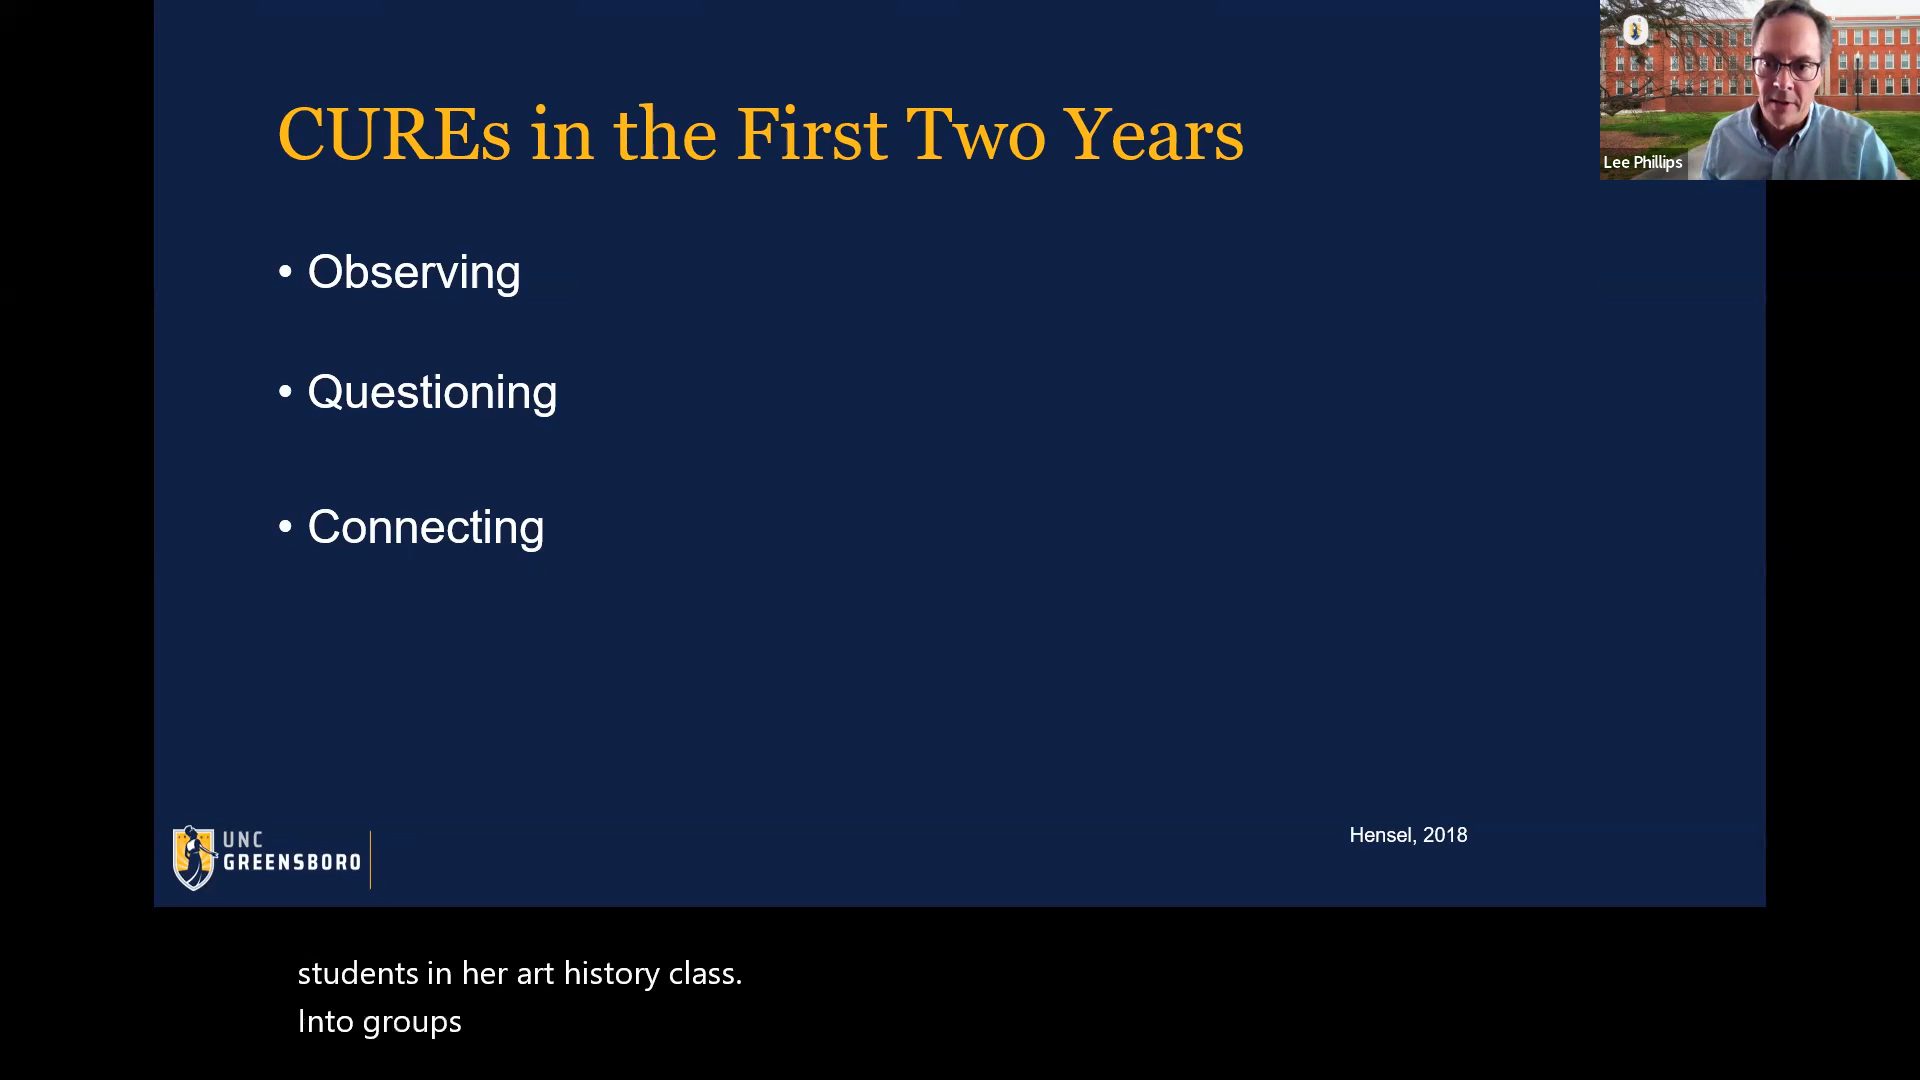 CUREs in the First Two Years
Lee Phillips
• Observing
• Questioning
• Connecting
UNC
GREENSBORO
Hensel, 2018
students in her art history class.
Into groups